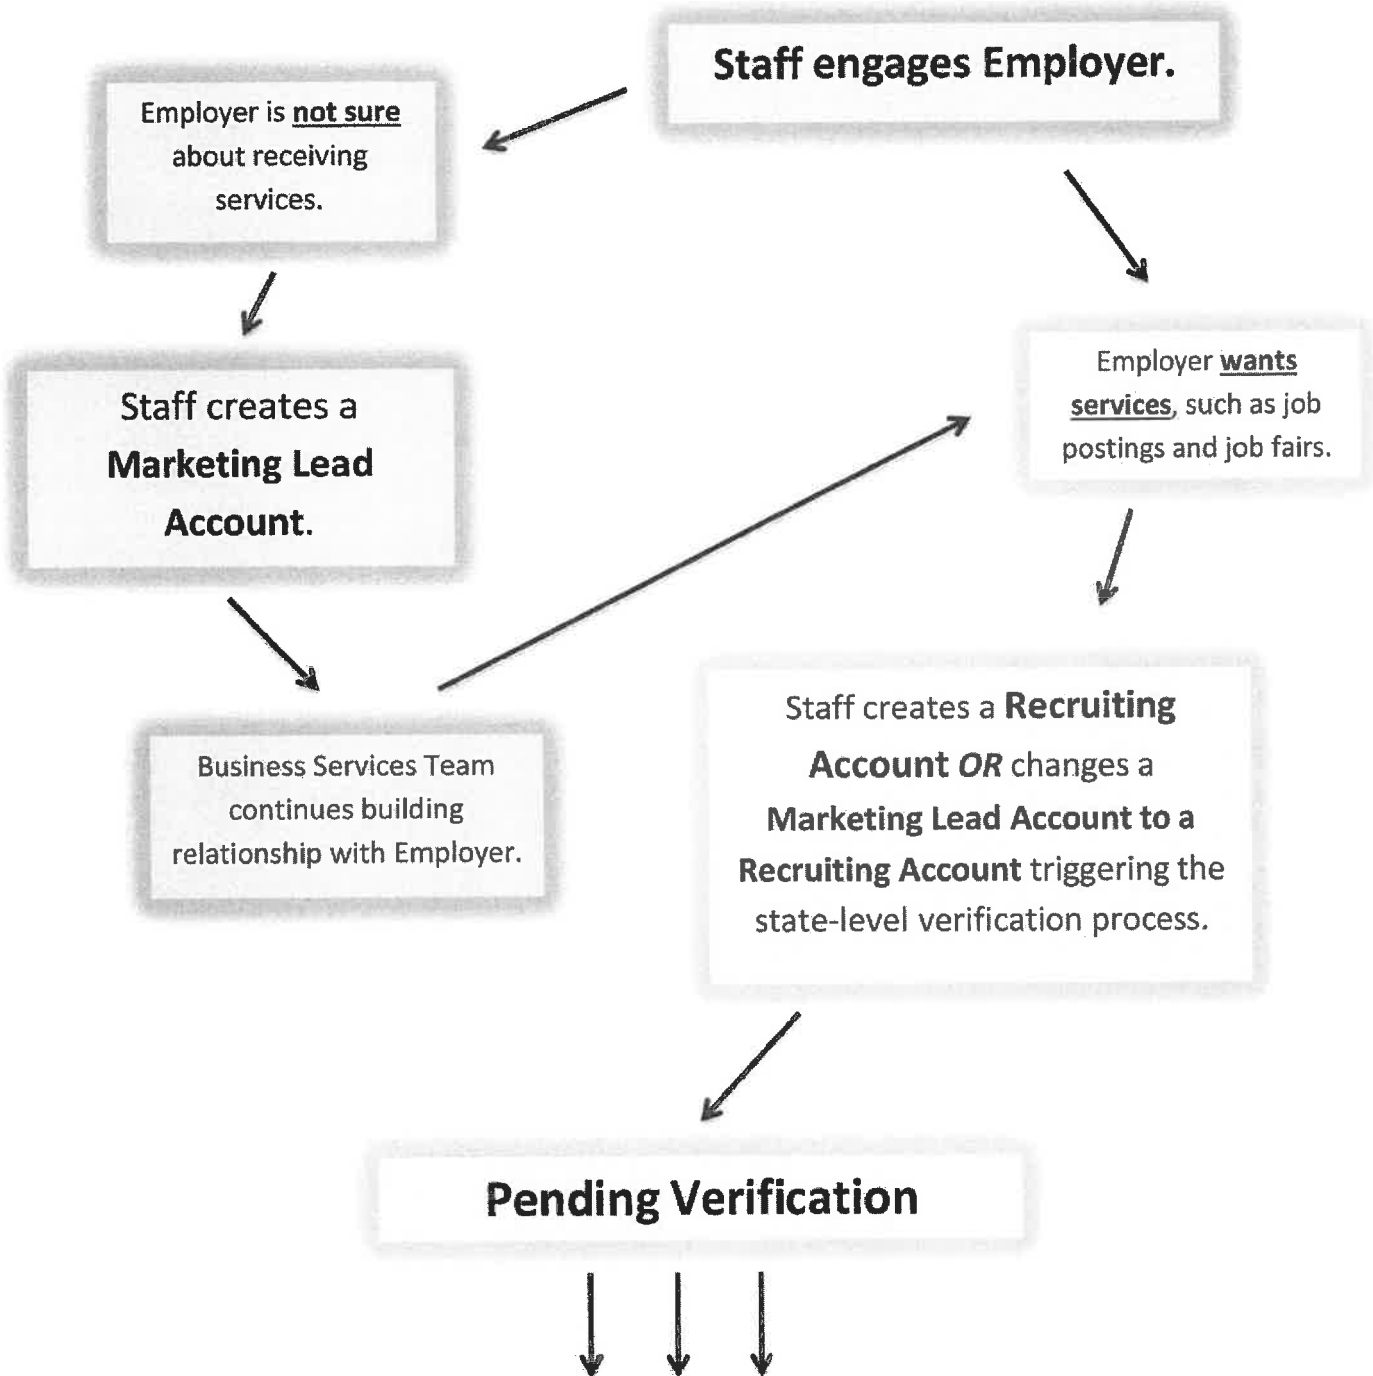 Staff engages Employer.
Employer is not sure
about receiving
services.
Staff creates a
Marketing Lead
Account.
Business Services Team
continues building
relationship with Employer.
Employer wants
services, such as job
postings and job fairs.
Staff creates a Recruiting
Account OR changes a
Marketing Lead Account to a
Recruiting Account triggering the
state-level verification process.
Pending Verification